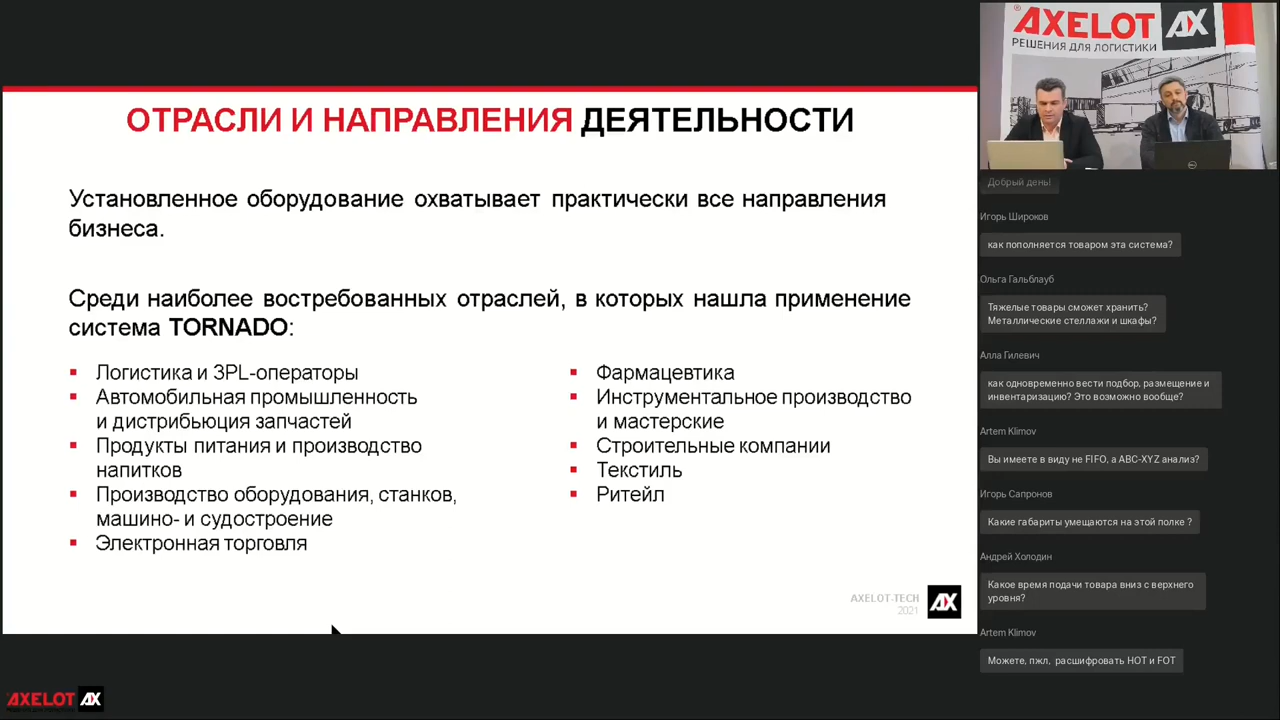 ОТРАСЛИ И НАПРАВЛЕНИЯ ДЕЯТЕЛЬНОСТИ
Установленное оборудование охватывает практически все направления
бизнеса.
Среди наиболее востребованных отраслей, в которых нашла применение
система TORNADO:
Логистика и 3PL-операторы
Автомобильная промышленность
и дистрибьюция запчастей
Продукты питания и производство
напитков
Производство оборудования, станков,
машино- и судостроение
Электронная торговля
Фармацевтика
Инструментальное производство
и мастерские
Строительные компании
Текстиль
Ритейл
AXELOT-TECH
2021
AX
AXELOT AX
AXELOT AX
РЕШЕНИЯ ДЛЯ ЛОГИСТИКИ
DELL
Добрый день!
Игорь Широков
как пополняется товаром эта система?
Ольга Гальблауб
Тяжелые товары сможет хранить?
Металлические стеллажи и шкафы?
Алла Гилевич
как одновременно вести подбор, размещение и
инвентаризацию? Это возможно вообще?
Artem Klimov
Вы имеете в виду не FIFO, а ABC-XYZ анализ?
Игорь Сапронов
Какие габариты умещаются на этой полке ?
Андрей Холодин
Какое время подачи товара вниз с верхнего
уровня?
Artem Klimov
Можете, пжл, расшифровать HOT и FOT